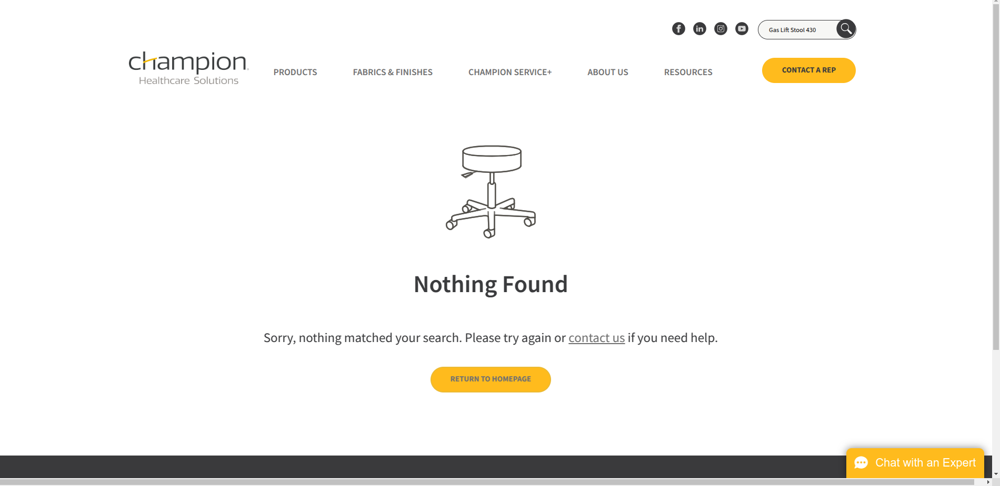 Gas Lift Stool 430
champion
Healthcare Solutions
PRODUCTS
FABRICS & FINISHES
CHAMPION SERVICE+
ABOUT US
RESOURCES
CONTACT A REP
Nothing Found
Sorry, nothing matched your search. Please try again or contact us if you need help.
RETURN TO HOMEPAGE
Chat with an Expert